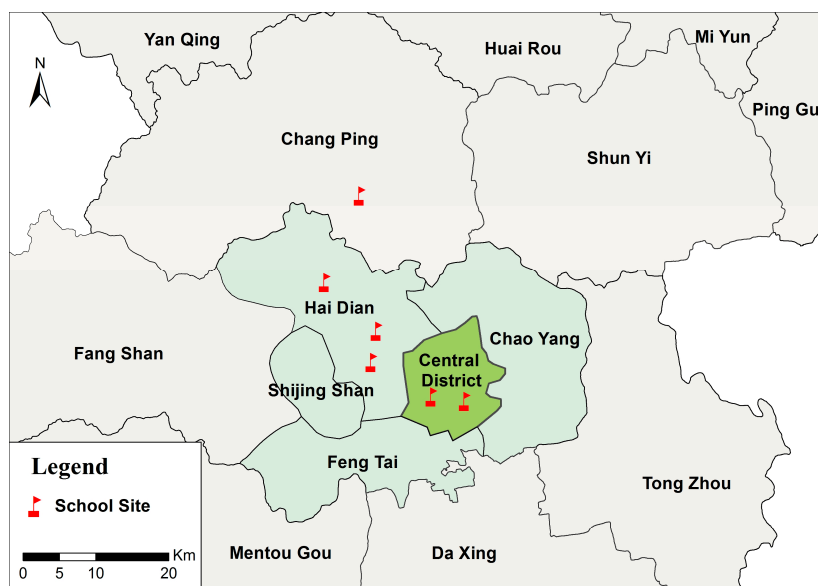 Yan Qing
Huai Rou
Mi Yun
N
Ping Gu
Chang Ping
Shun Yi
Hai Dian
Chao Yang
Fang Shan
Central
District
Shijing Shan
Feng Tai
Tong Zhou
Mentou Gou
Da Xing
Legend
School Site
Km
0 5 10 20